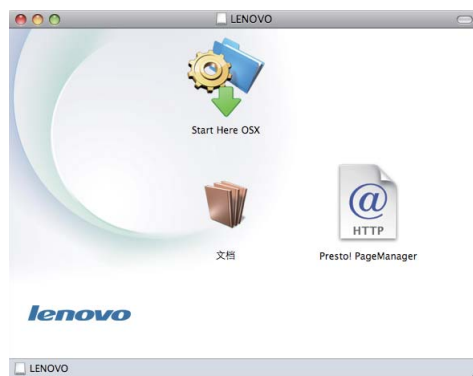 LENOVO
Start Here OSX
文档
@
HTTP
Presto! PageManager
lenovo
LENOVO